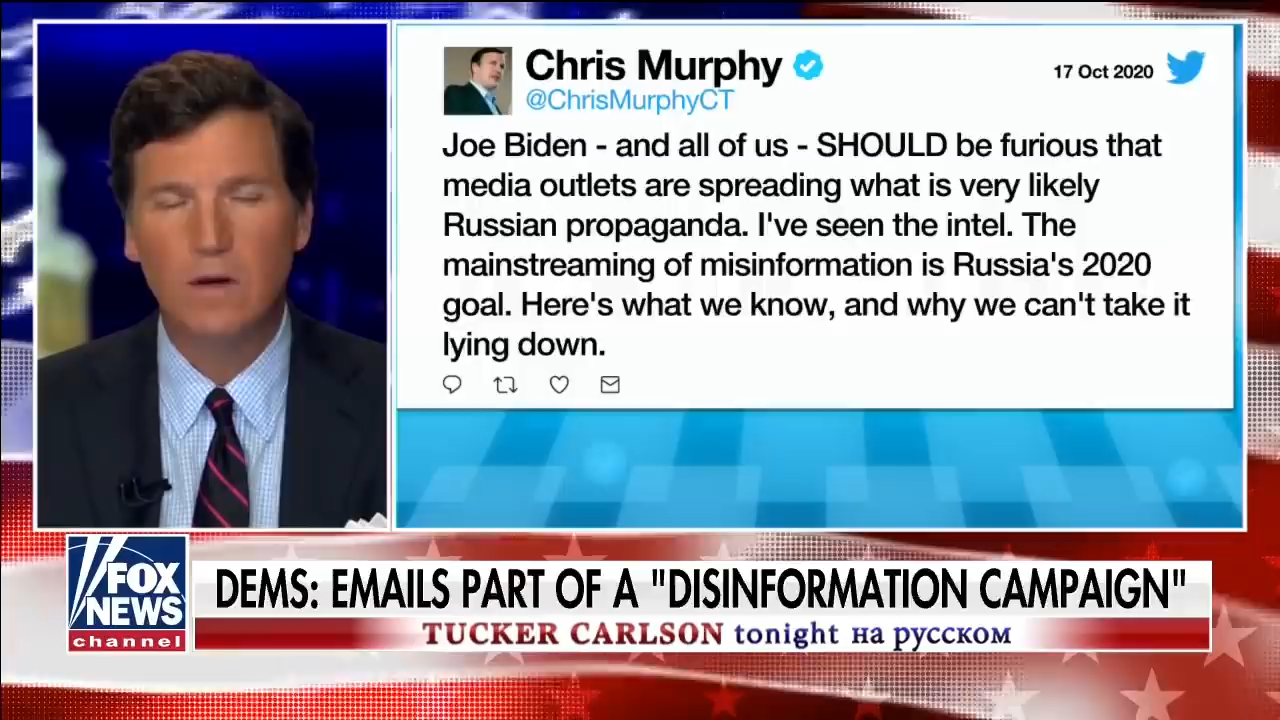 Chris Murphy
@ChrisMurphyCT
17 Oct 2020
Joe Biden - and all of us - SHOULD be furious that
media outlets are spreading what is very likely
Russian propaganda. I've seen the intel. The
mainstreaming of misinformation is Russia's 2020
goal. Here's what we know, and why we can't take it
lying down.
FOX
NEWS
channel
DEMS: EMAILS PART OF A "DISINFORMATION CAMPAIGN"
TUCKER CARLSON tonight на русском